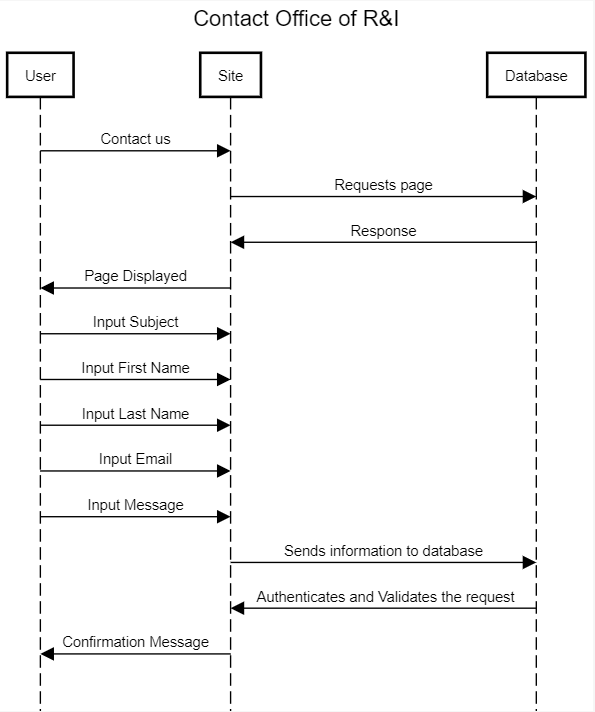 Contact Office of R&I
User
Site
Database
Contact us
Requests page
Response
Page Displayed
Input Subject
Input First Name
Input Last Name
Input Email
Input Message
Sends information to database
Authenticates and Validates the request
Confirmation Message